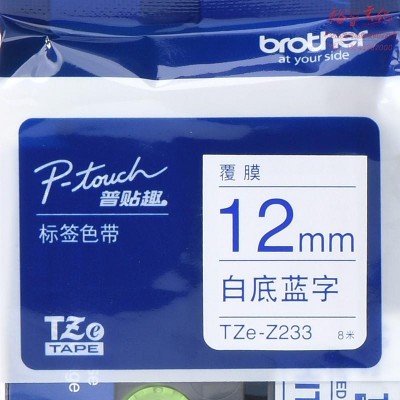 brother
at your side
P-touch
普贴趣
标签色带
TZe
TAPE
覆膜
12mm
白底蓝字
TZe-Z233 8米